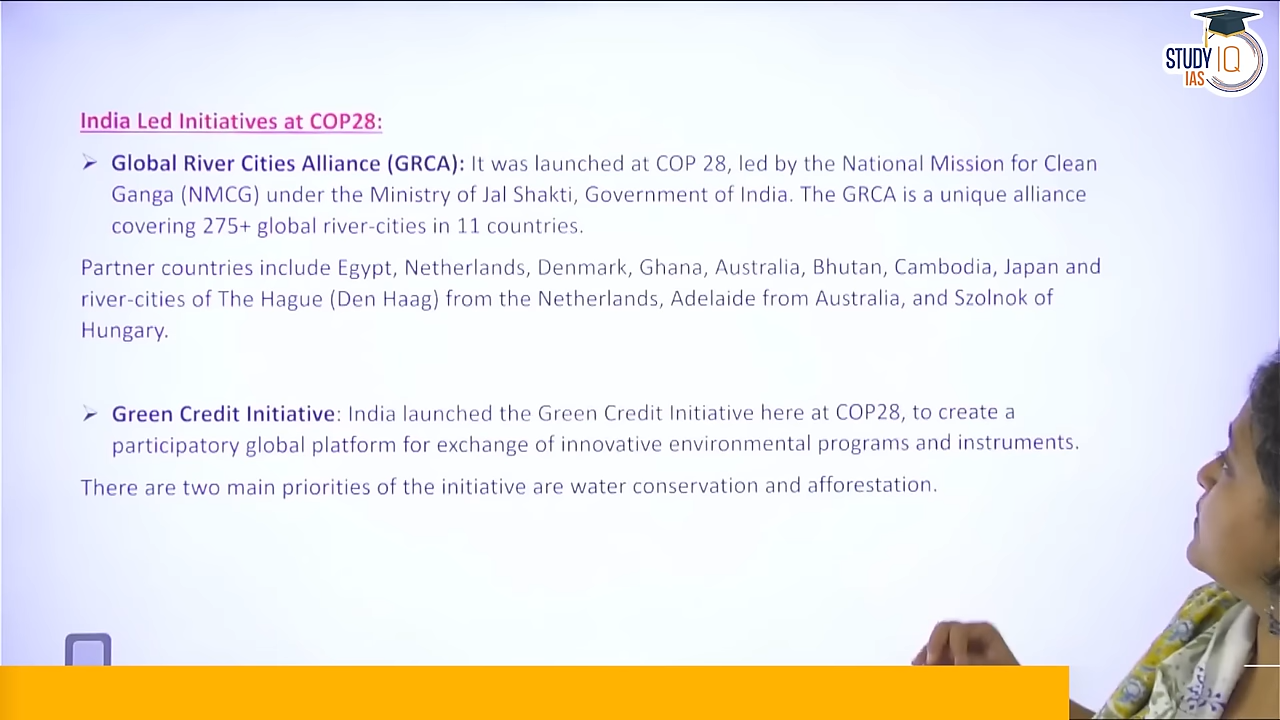 STUDY IQ
IAS
India Led Initiatives at COP28:
➢ Global River Cities Alliance (GRCA): It was launched at COP 28, led by the National Mission for Clean
Ganga (NMCG) under the Ministry of Jal Shakti, Government of India. The GRCA is a unique alliance
covering 275+ global river-cities in 11 countries.
Partner countries include Egypt, Netherlands, Denmark, Ghana, Australia, Bhutan, Cambodia, Japan and
river-cities of The Hague (Den Haag) from the Netherlands, Adelaide from Australia, and Szolnok of
Hungary.
➢ Green Credit Initiative: India launched the Green Credit Initiative here at COP28, to create a
participatory global platform for exchange of innovative environmental programs and instruments.
There are two main priorities of the initiative are water conservation and afforestation.